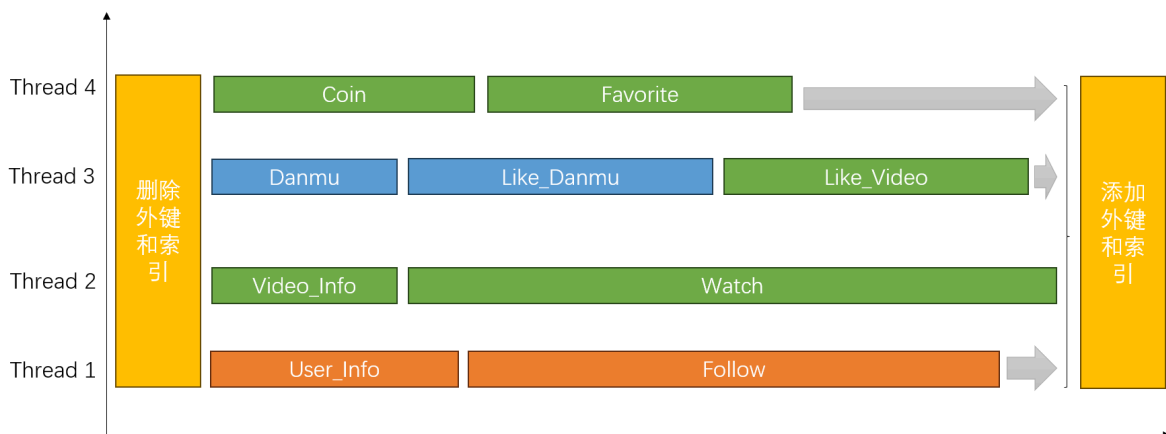 Thread 4
Coin
Favorite
Thread 3
Danmu
Like_Danmu
Like_Video
删除
外键
和索
引
添加
外键
和索
引
Thread 2
Video_Info
Watch
Thread 1
User_Info
Follow